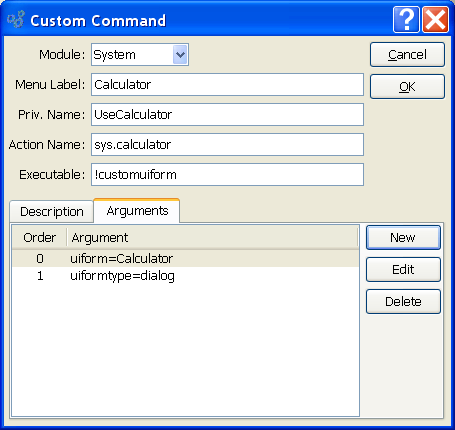 Custom Command
Module: System
Cancel
Menu Label: Calculator
OK
Priv. Name: UseCalculator
Action Name: sys.calculator
Executable: !customuiform
Description Arguments
Order Argument
New
0 uiform=Calculator
Edit
1 uiformtype=dialog
Delete